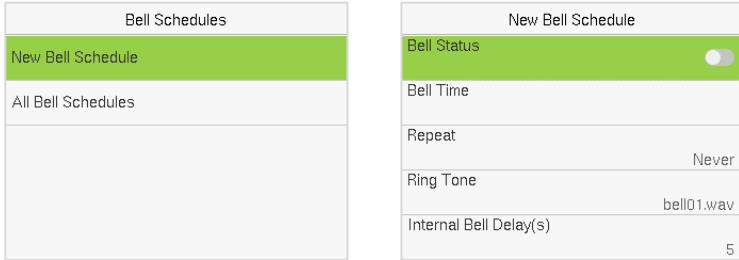 Bell Schedules
New Bell Schedule
All Bell Schedules
New Bell Schedule
Bell Status
Bell Time
Repeat
Never
Ring Tone
bell01.wav
Internal Bell Delay(s)
5